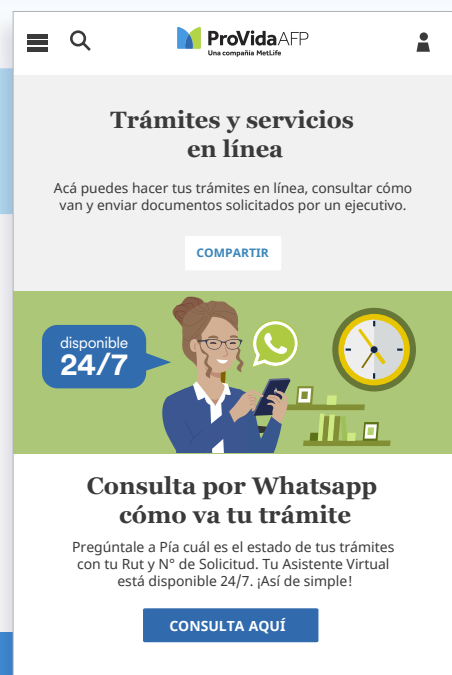 ProVidaAFP
Una compañía MetLife
Trámites y servicios
en línea
Acá puedes hacer tus trámites en línea, consultar cómo
van y enviar documentos solicitados por un ejecutivo.
COMPARTIR
disponible
24/7
Consulta por Whatsapp
cómo va tu trámite
Pregúntale a Pía cuál es el estado de tus trámites
con tu Rut y N° de Solicitud. Tu Asistente Virtual
está disponible 24/7. ¡Así de simple!
CONSULTA AQUÍ